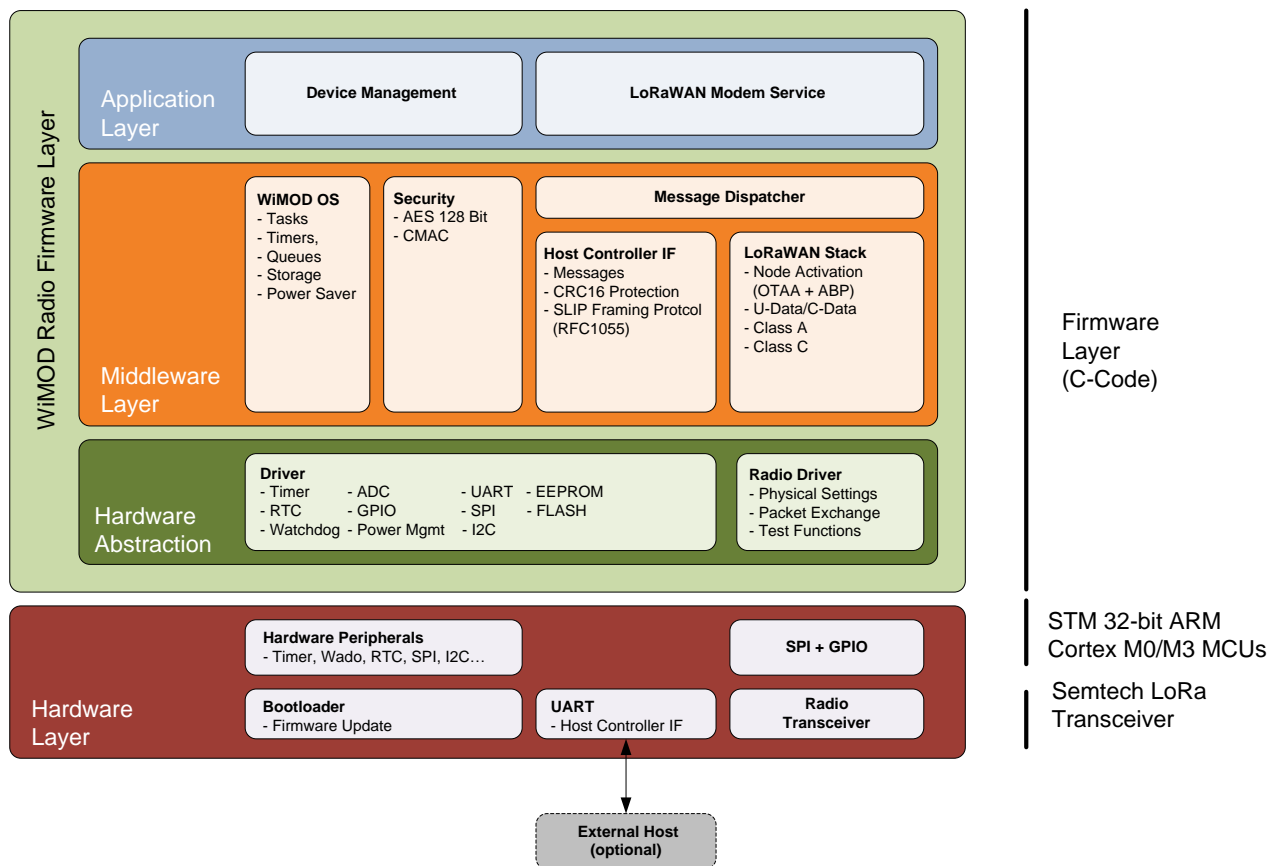 WiMOD Radio Firmware Layer
Application
Layer
Device Management
LoRaWAN Modem Service
Middleware
Layer
WiMOD OS
- Tasks
- Timers,
- Queues
- Storage
- Power Saver
Security
- AES 128 Bit
- CMAC
Message Dispatcher
Host Controller IF
- Messages
- CRC16 Protection
- SLIP Framing Protcol
(RFC1055)
LoRaWAN Stack
- Node Activation
(OTAA + ABP)
- U-Data/C-Data
- Class A
- Class C
Hardware
Abstraction
Driver
- Timer - ADC - UART - EEPROM
- RTC - GPIO - SPI - FLASH
- Watchdog - Power Mgmt - I2C
Radio Driver
- Physical Settings
- Packet Exchange
- Test Functions
Firmware
Layer
(C-Code)
Hardware
Layer
Hardware Peripherals
- Timer, Wado, RTC, SPI, I2C…
SPI + GPIO
Bootloader
- Firmware Update
UART
- Host Controller IF
Radio
Transceiver
STM 32-bit ARM
Cortex M0/M3 MCUs
Semtech LoRa
Transceiver
External Host
(optional)